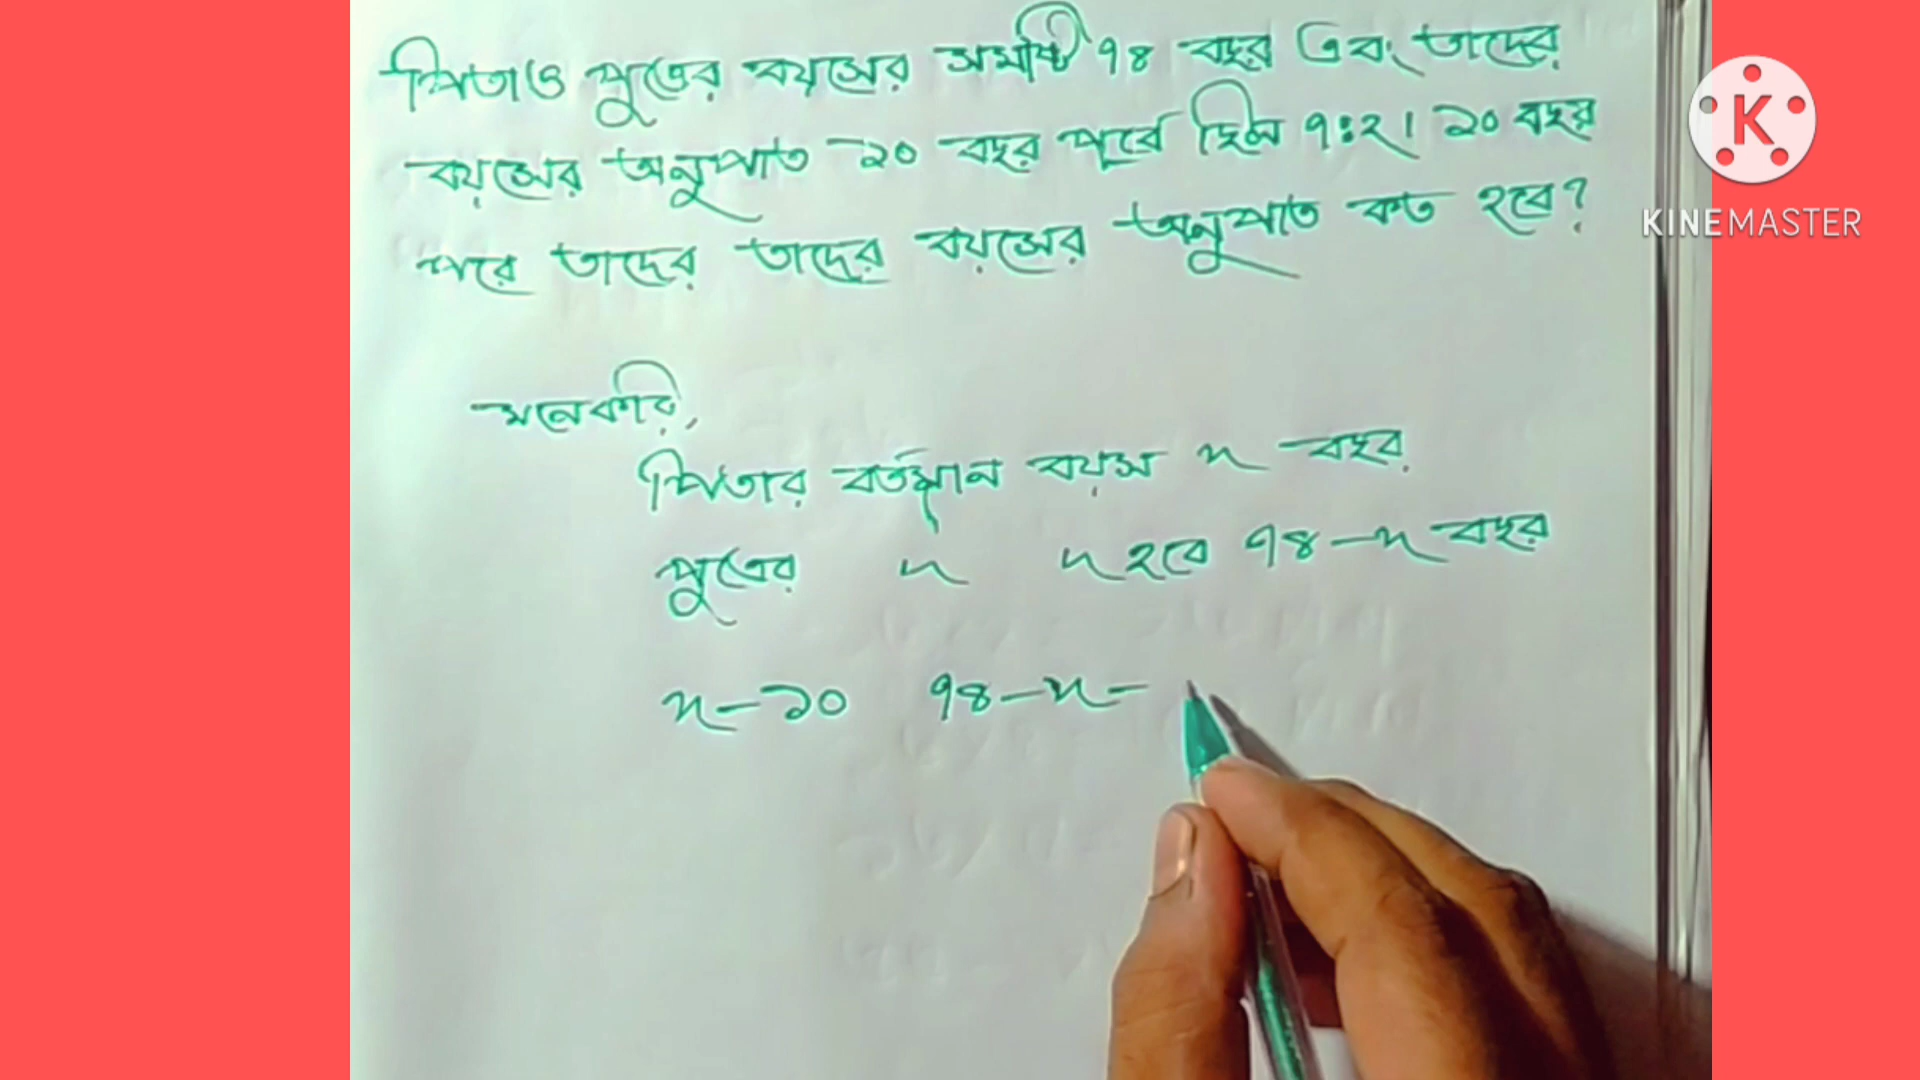 পিতা ও পুত্রের বয়সের সমষ্টি ৭৪ বছর এবং তাদের
বয়সের অনুপাত ১০ বছর পূর্বে ছিল ৭:২। ১০ বছর
পরে তাদের তাদের বয়সের অনুপাত কত হবে?
মনেকরি,
পিতার বর্তমান বয়স x বছর
পুত্রের " " হবে ৭৪-x বছর
x-১০ ৭৪-x-
K
KINEMASTER